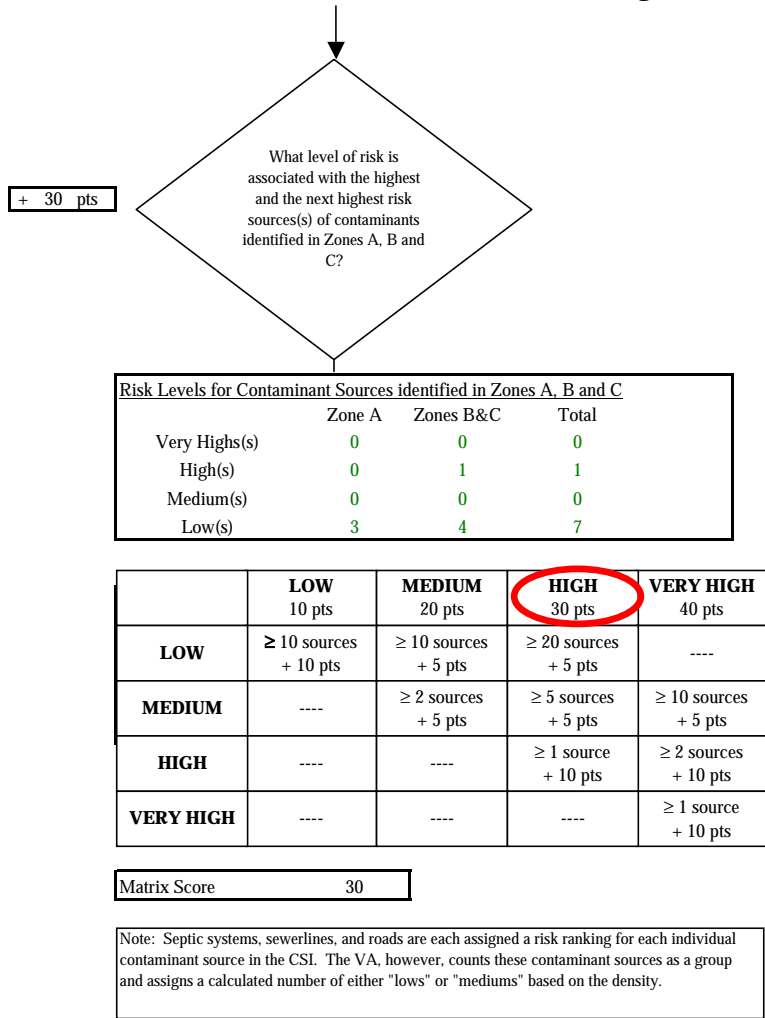 What level of risk is
associated with the highest
and the next highest risk
sources(s) of contaminants
identified in Zones A, B and
C?
+ 30 pts
Risk Levels for Contaminant Sources identified in Zones A, B and C
Zone A Zones B&C Total
Very Highs(s) 0 0 0
High(s) 0 1 1
Medium(s) 0 0 0
Low(s) 3 4 7
LOW MEDIUM HIGH VERY HIGH
10 pts 20 pts 30 pts 40 pts
LOW ≥ 10 sources ≥ 10 sources ≥ 20 sources ----
+ 10 pts + 5 pts + 5 pts
MEDIUM ---- ≥ 2 sources ≥ 5 sources ≥ 10 sources
+ 5 pts + 5 pts + 5 pts
HIGH ---- ---- ≥ 1 source ≥ 2 sources
+ 10 pts + 10 pts
VERY HIGH ---- ---- ---- ≥ 1 source
+ 10 pts
Matrix Score 30
Note: Septic systems, sewerlines, and roads are each assigned a risk ranking for each individual
contaminant source in the CSI. The VA, however, counts these contaminant sources as a group
and assigns a calculated number of either "lows" or "mediums" based on the density.